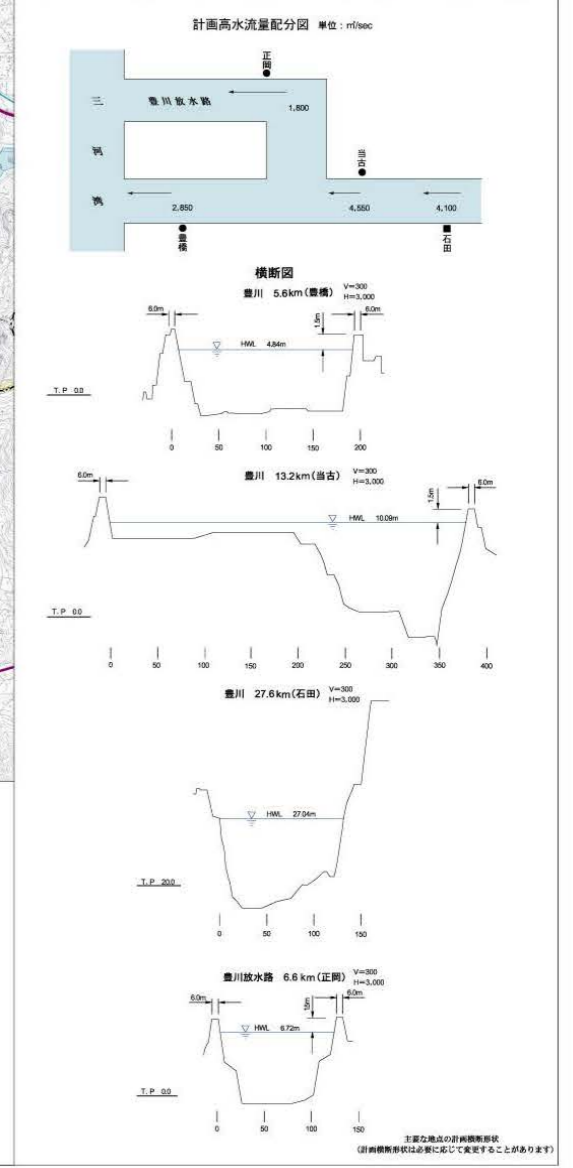 計画高水流量配分図 単位：㎥/sec
正岡
三河湾
豊川放水路
1,800
当古
2,850
4,550
4,100
豊橋
石田
横断図
豊川 5.6km(豊橋) V=300
H=3,000
6.0m
1.5m
6.0m
HWL 4.84m
T.P 0.0
0 50 100 150 200
豊川 13.2km(当古) V=300
H=3,000
6.0m
1.5m
6.0m
HWL 10.09m
T.P 0.0
0 50 100 150 200 250 300 350 400
豊川 27.6km(石田) V=300
H=3,000
HWL 27.04m
T.P 20.0
0 50 100 150
豊川放水路 6.6km(正岡) V=300
H=3,000
6.0m
1.5m
6.0m
HWL 6.72m
T.P 0.0
0 50 100 150
主要な地点の計画横断形状
(計画横断形状は必要に応じて変更することがあります)